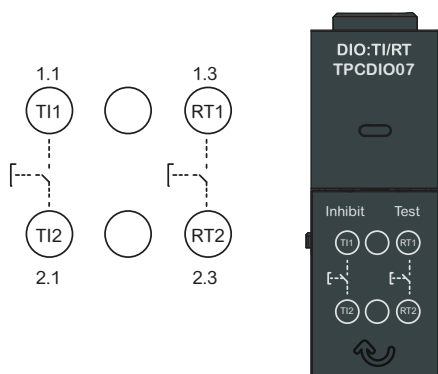 1.1 1.3
TI1 RT1
TI2 RT2
2.1 2.3
DIO:TI/RT
TPCDIO07
Inhibit Test
TI1 RT1
TI2 RT2